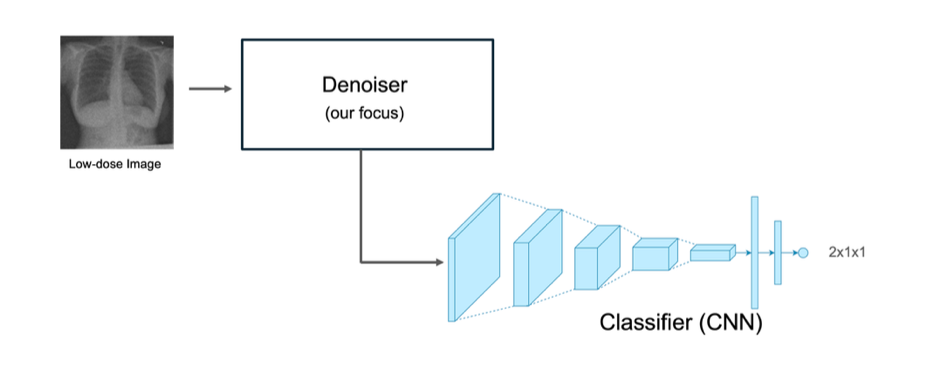 Denoiser
(our focus)
Low-dose Image
2x1x1
Classifier (CNN)